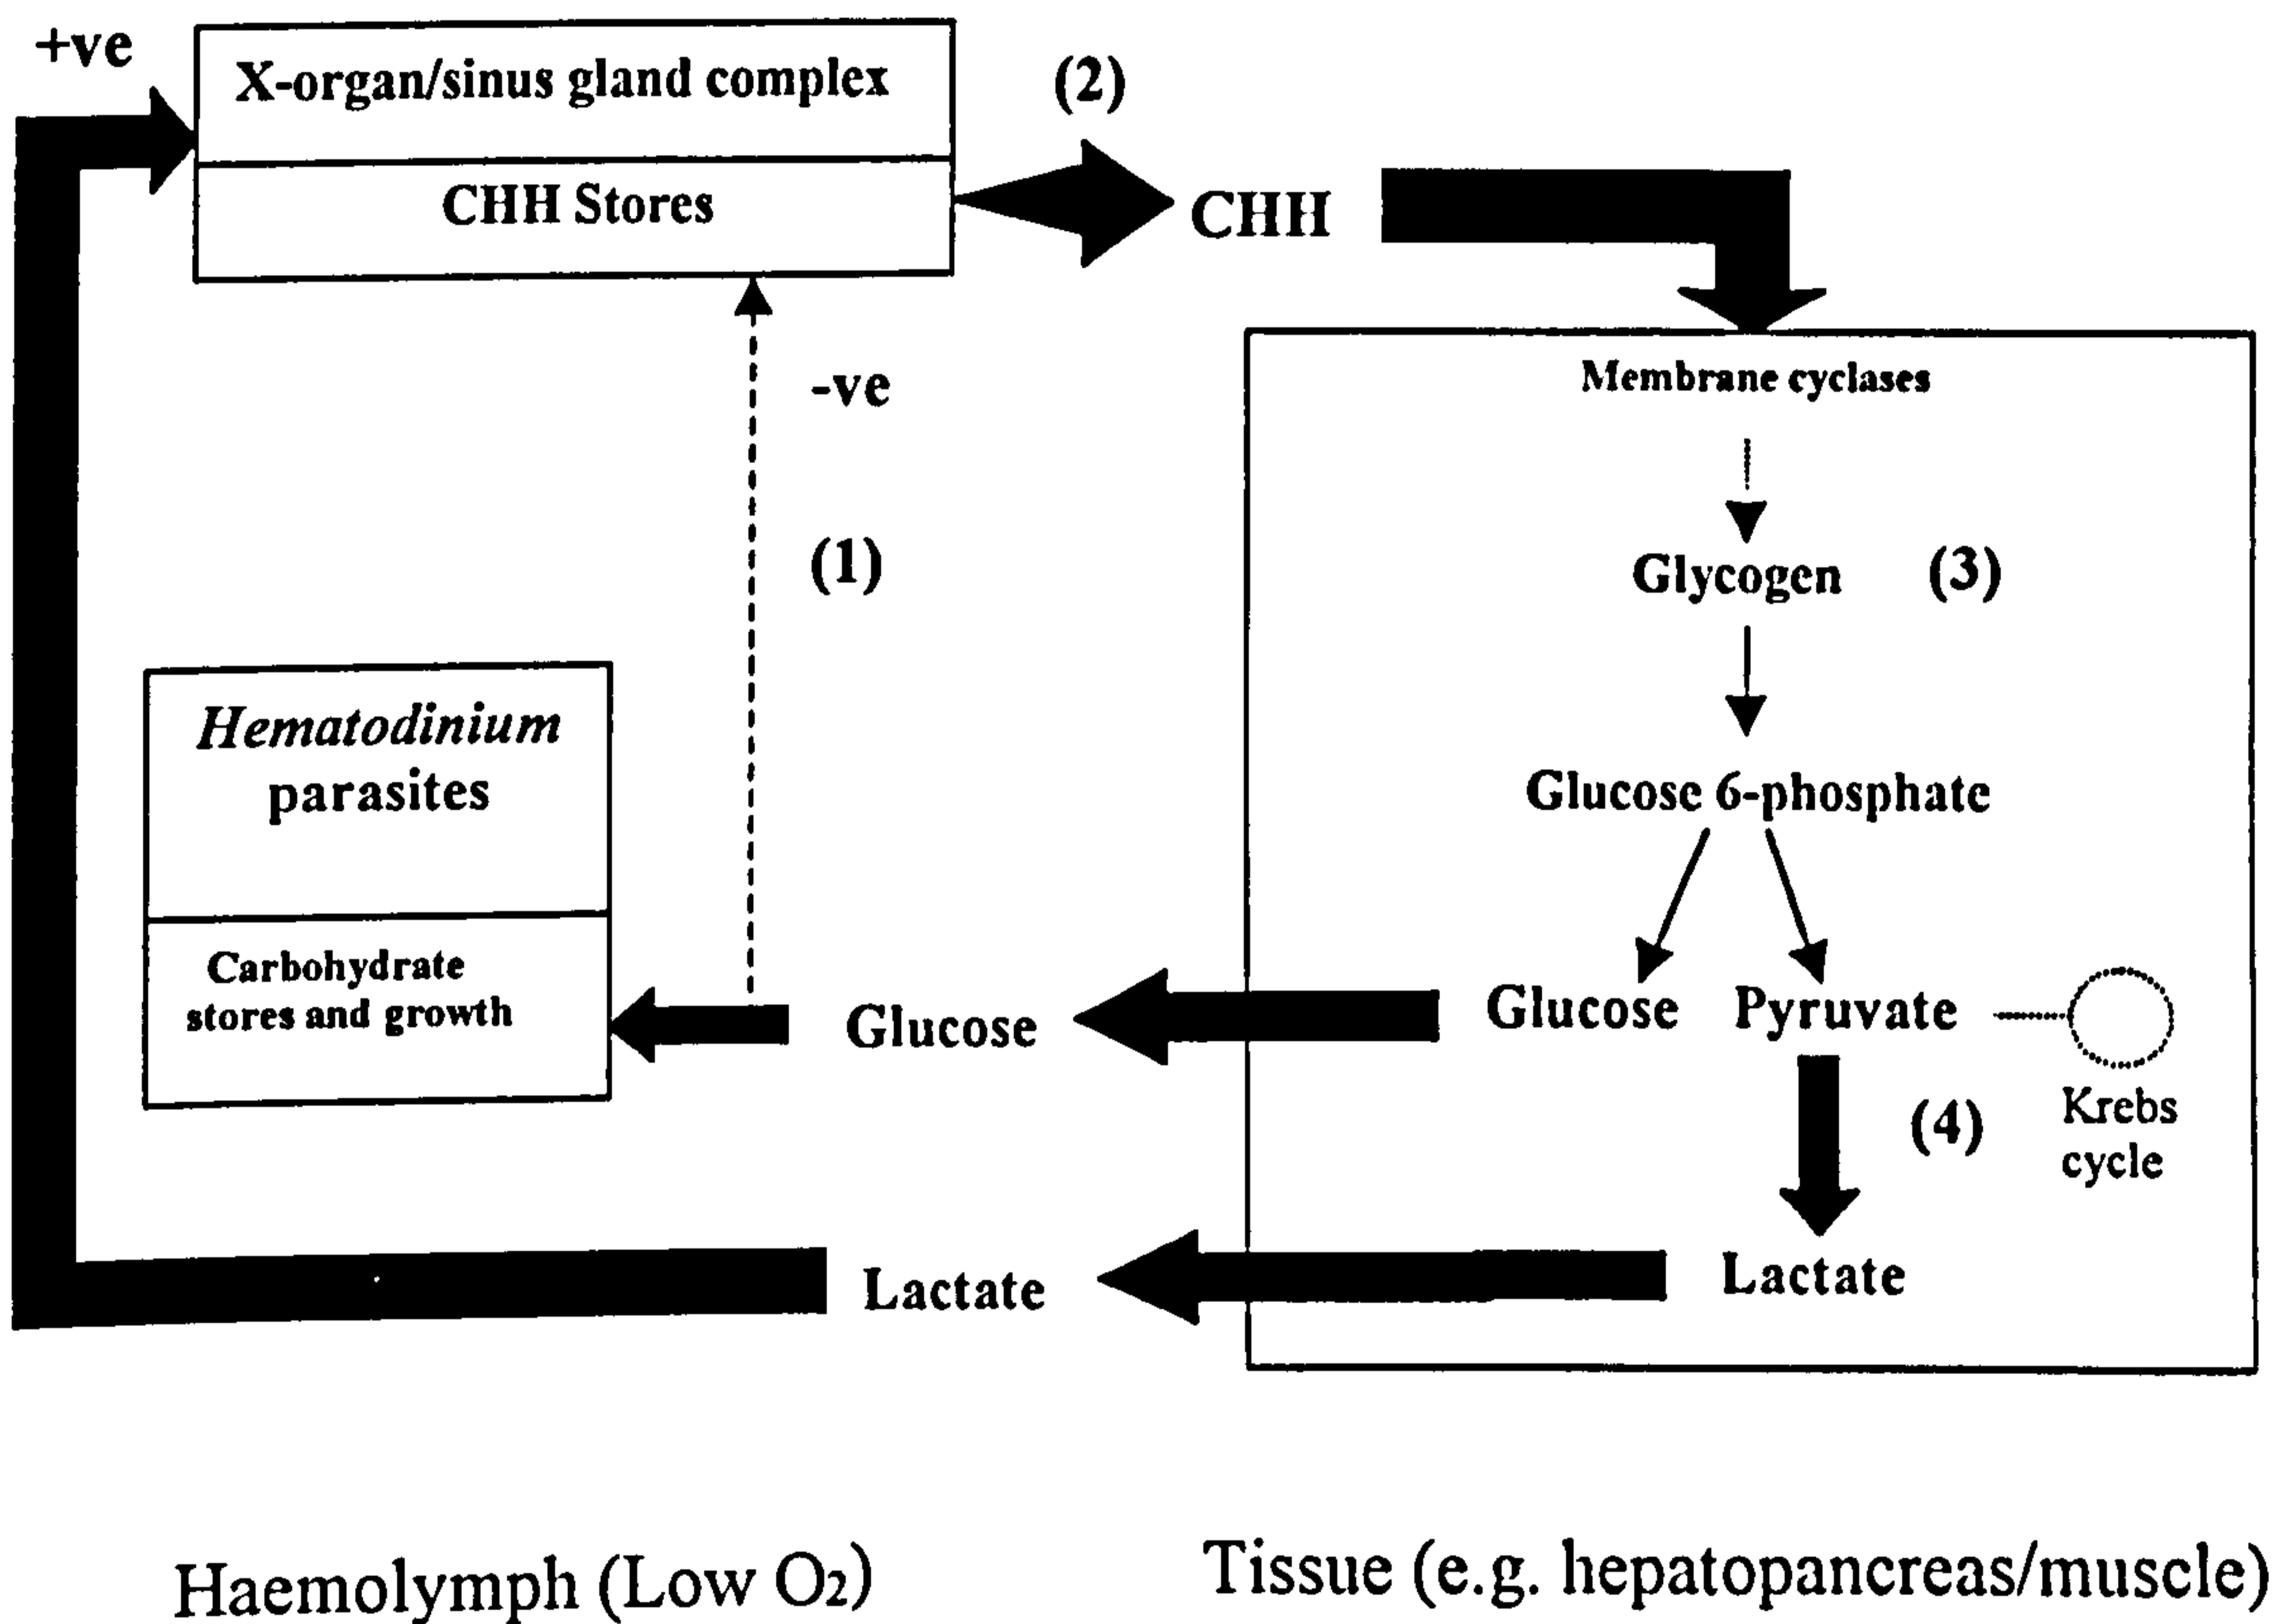 +ve
X-organ/sinus gland complex
(2)
CHH Stores
CHH
-ve
Membrane cyclases
(1)
Glycogen (3)
Hematodinium
parasites
Glucose 6-phosphate
Carbohydrate
stores and growth
Glucose
Glucose
Pyruvate
(4)
Krebs
cycle
Lactate
Lactate
Haemolymph (Low O2)
Tissue (e.g. hepatopancreas/muscle)